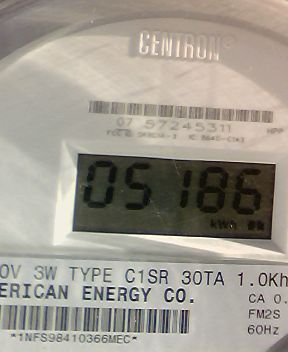 CENTRON®
07 57245311 HPP
05186
kWh
0V 3W TYPE C1SR 30TA 1.0Kh
ERICAN ENERGY CO.
CA 0.
FM2S
60Hz
*1NFS98410366MEC*